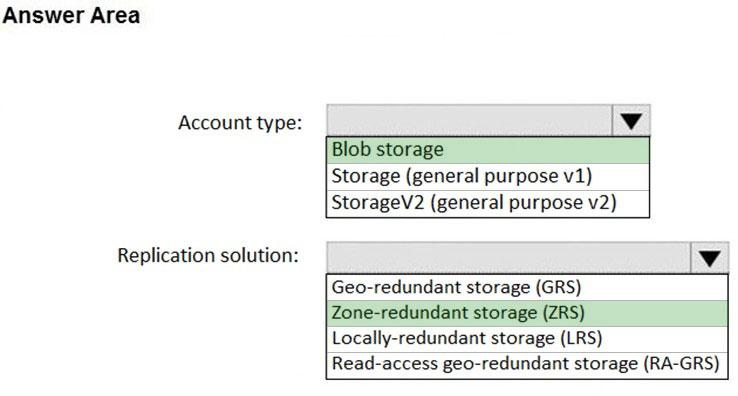 Answer Area
Account type:
Blob storage
Storage (general purpose v1)
StorageV2 (general purpose v2)
Replication solution:
Geo-redundant storage (GRS)
Zone-redundant storage (ZRS)
Locally-redundant storage (LRS)
Read-access geo-redundant storage (RA-GRS)